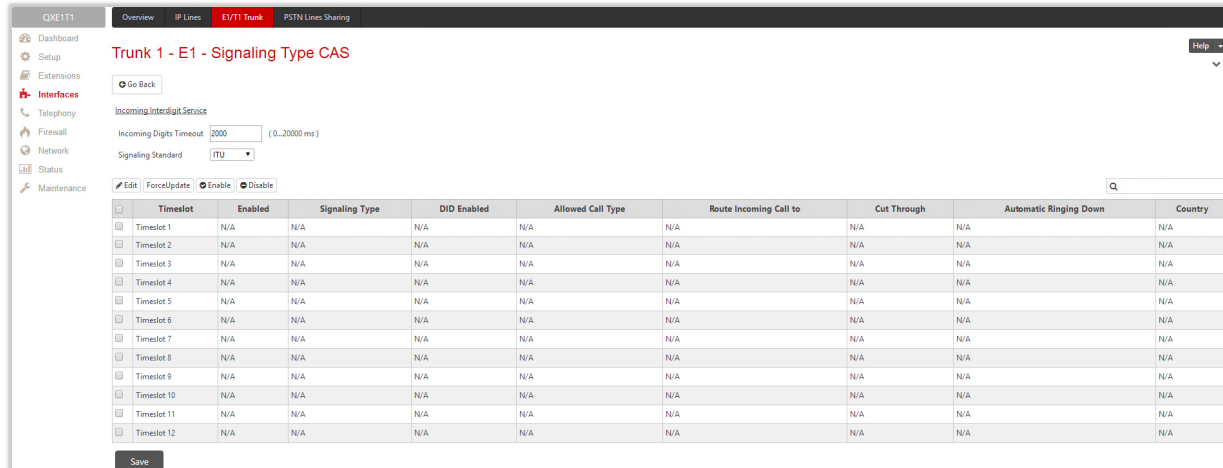 QXE1T1
Overview IP Lines E1/T1 Trunk PSTN Lines Sharing
Dashboard
Setup
Extensions
Interfaces
Telephony
Firewall
Network
Status
Maintenance
Trunk 1 - E1 - Signaling Type CAS
Help
Go Back
Incoming Interdigit Service
Incoming Digits Timeout 2000 ( 0...20000 ms )
Signaling Standard ITU
Edit ForceUpdate Enable Disable
Timeslot Enabled Signaling Type DID Enabled Allowed Call Type Route Incoming Call to Cut Through Automatic Ringing Down Country
Timeslot 1 N/A N/A N/A N/A N/A N/A N/A N/A
Timeslot 2 N/A N/A N/A N/A N/A N/A N/A N/A
Timeslot 3 N/A N/A N/A N/A N/A N/A N/A N/A
Timeslot 4 N/A N/A N/A N/A N/A N/A N/A N/A
Timeslot 5 N/A N/A N/A N/A N/A N/A N/A N/A
Timeslot 6 N/A N/A N/A N/A N/A N/A N/A N/A
Timeslot 7 N/A N/A N/A N/A N/A N/A N/A N/A
Timeslot 8 N/A N/A N/A N/A N/A N/A N/A N/A
Timeslot 9 N/A N/A N/A N/A N/A N/A N/A N/A
Timeslot 10 N/A N/A N/A N/A N/A N/A N/A N/A
Timeslot 11 N/A N/A N/A N/A N/A N/A N/A N/A
Timeslot 12 N/A N/A N/A N/A N/A N/A N/A N/A
Save